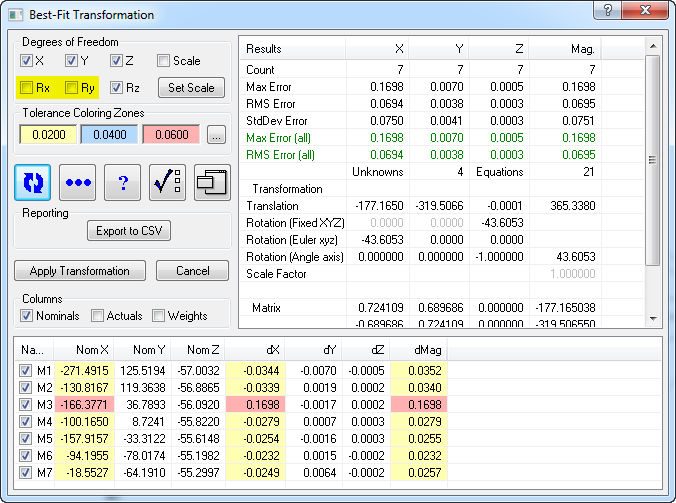 Best-Fit Transformation
Degrees of Freedom
X Y Z Scale
Rx Ry Rz Set Scale
Tolerance Coloring Zones
0.0200 0.0400 0.0600 ...
?
Reporting
Export to CSV
Apply Transformation Cancel
Columns
Nominals Actuals Weights
Results X Y Z Mag.
Count 7 7 7 7
Max Error 0.1698 0.0070 0.0005 0.1698
RMS Error 0.0694 0.0038 0.0003 0.0695
StdDev Error 0.0750 0.0041 0.0003 0.0751
Max Error (all) 0.1698 0.0070 0.0005 0.1698
RMS Error (all) 0.0694 0.0038 0.0003 0.0695
Unknowns 4 Equations 21
Transformation
Translation -177.1650 -319.5066 -0.0001 365.3380
Rotation (Fixed XYZ) 0.0000 0.0000 -43.6053
Rotation (Euler xyz) -43.6053 0.0000 0.0000
Rotation (Angle axis) 0.000000 0.000000 -1.000000 43.6053
Scale Factor 1.000000
Matrix 0.724109 0.689686 0.000000 -177.165038
-0.689686 0.724109 0.000000 -319.506550
Na... Nom X Nom Y Nom Z dX dY dZ dMag
M1 -271.4915 125.5194 -57.0032 -0.0344 -0.0070 -0.0005 0.0352
M2 -130.8167 119.3638 -56.8865 -0.0339 0.0019 0.0002 0.0340
M3 -166.3771 36.7893 -56.0920 0.1698 -0.0017 0.0002 0.1698
M4 -100.1650 8.7241 -55.8220 -0.0279 0.0007 0.0003 0.0279
M5 -157.9157 -33.3122 -55.6148 -0.0254 -0.0016 0.0003 0.0255
M6 -94.1955 -78.0174 -55.1982 -0.0232 0.0015 -0.0002 0.0232
M7 -18.5527 -64.1910 -55.2997 -0.0249 0.0064 -0.0002 0.0257